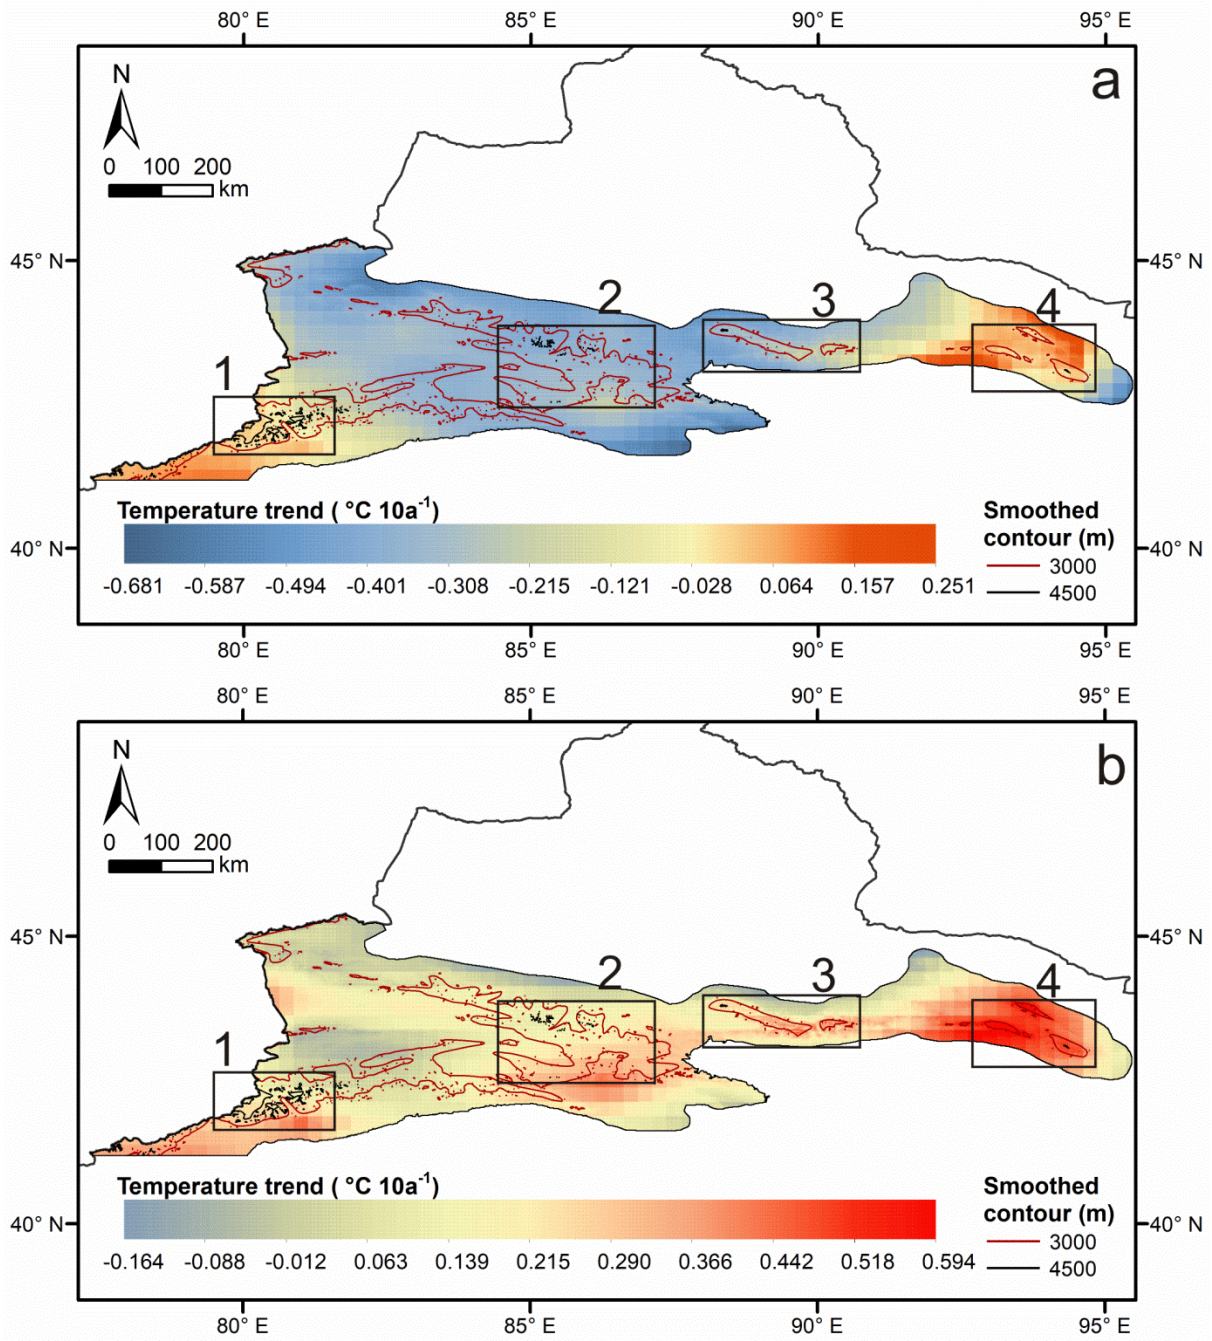 80° E 85° E 90° E 95° E
a
N
0 100 200
km
45° N 45° N
2 3 4
1
Temperature trend ( °C 10a⁻¹)
Smoothed
contour (m)
40° N 40° N
3000
-0.681 -0.587 -0.494 -0.401 -0.308 -0.215 -0.121 -0.028 0.064 0.157 0.251
4500
80° E 85° E 90° E 95° E
80° E 85° E 90° E 95° E
b
N
0 100 200
km
45° N 45° N
2 3 4
1
Temperature trend ( °C 10a⁻¹)
Smoothed
contour (m)
40° N 40° N
3000
-0.164 -0.088 -0.012 0.063 0.139 0.215 0.290 0.366 0.442 0.518 0.594
4500
80° E 85° E 90° E 95° E